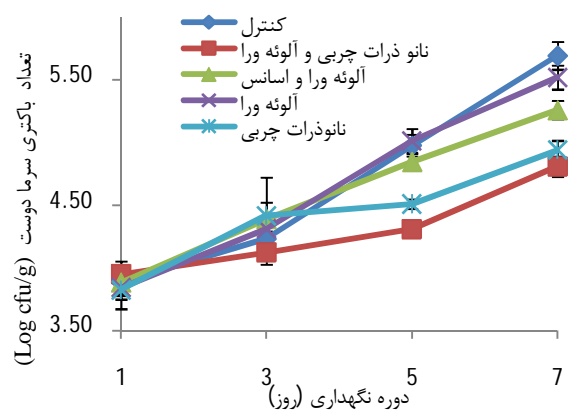 کنترل
نانو ذرات چربی و آلوئه ورا
آلوئه ورا و اسانس
آلوئه ورا
نانوذرات چربی
5.50
4.50
3.50
تعداد باکتری سرما دوست (Log cfu/g)
1 3 5 7
دوره نگهداری (روز)